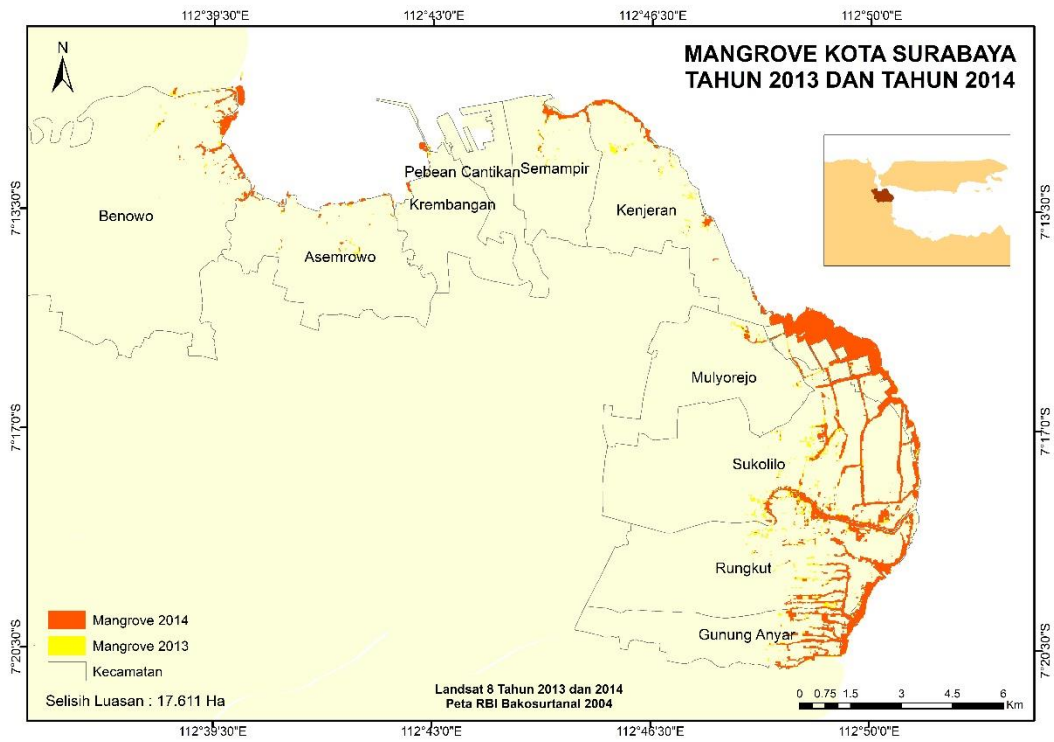 112°39'30"E 112°43'0"E 112°46'30"E 112°50'0"E
N
MANGROVE KOTA SURABAYA
TAHUN 2013 DAN TAHUN 2014
7°13'30"S
7°13'30"S
Pebean Cantikan
Semampir
Krembangan
Kenjeran
Benowo
Asemrowo
Mulyorejo
7°17'0"S
7°17'0"S
Sukolilo
Rungkut
Gunung Anyar
7°20'30"S
7°20'30"S
Mangrove 2014
Mangrove 2013
Kecamatan
Selisih Luasan : 17.611 Ha
Landsat 8 Tahun 2013 dan 2014
Peta RBI Bakosurtanal 2004
0 0.75 1.5 3 4.5 6
Km
112°39'30"E 112°43'0"E 112°46'30"E 112°50'0"E